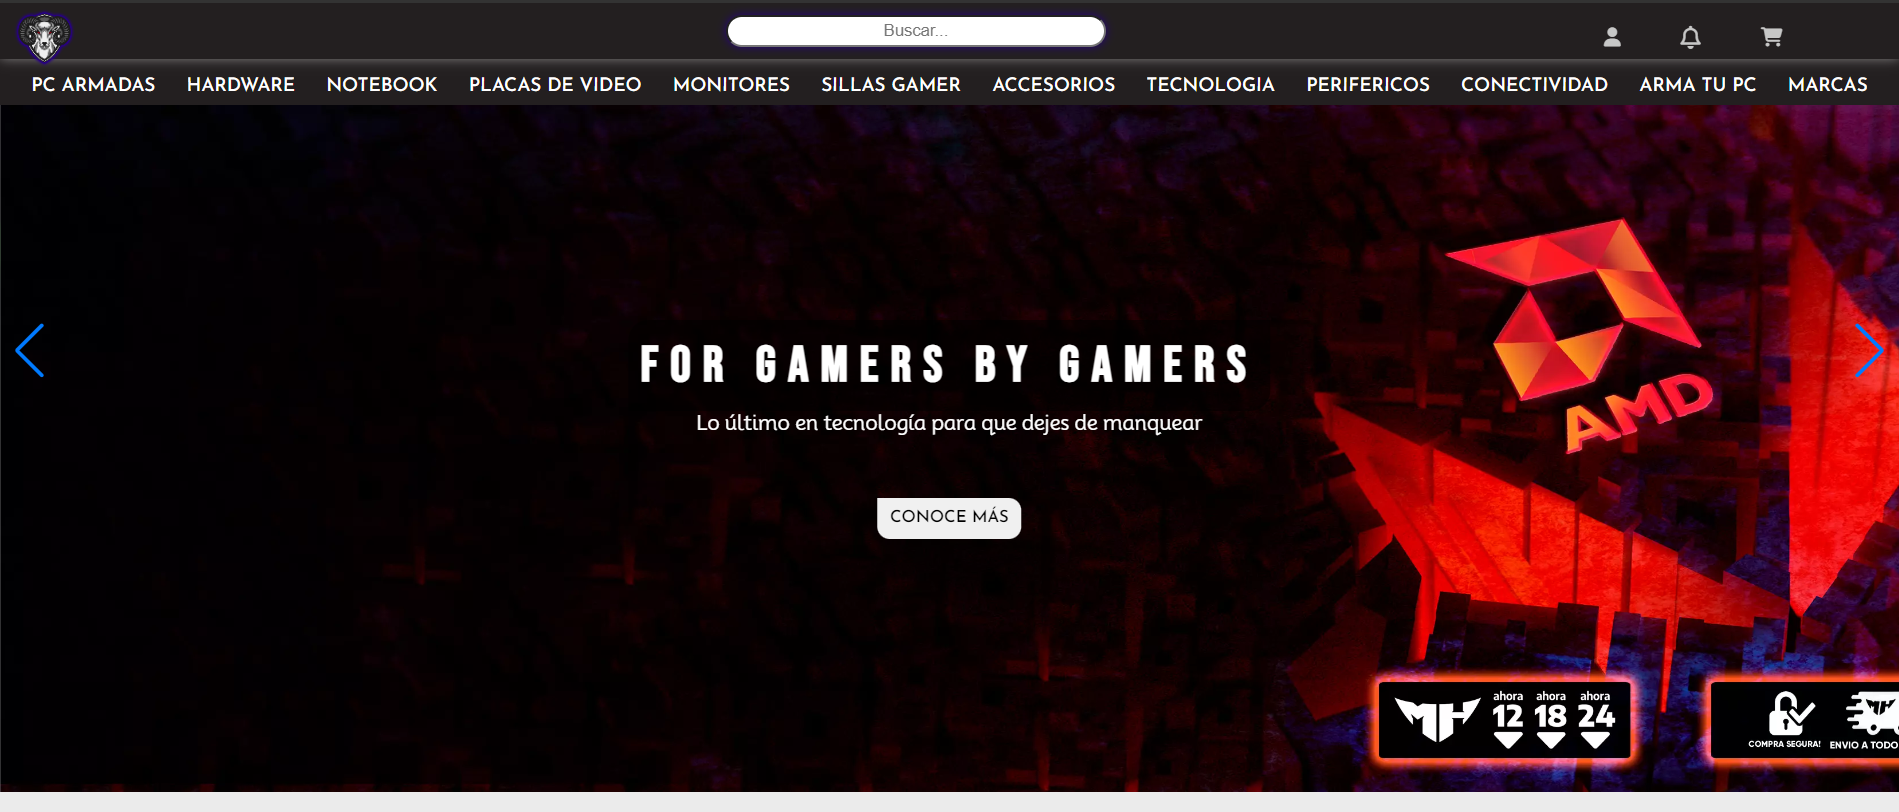 Buscar...
PC ARMADAS HARDWARE NOTEBOOK PLACAS DE VIDEO MONITORES SILLAS GAMER ACCESORIOS TECNOLOGIA PERIFERICOS CONECTIVIDAD ARMA TU PC MARCAS
FOR GAMERS BY GAMERS
Lo último en tecnología para que dejes de manquear
CONOCE MÁS
AMD
MH
ahora ahora ahora
12 18 24
MH
COMPRA SEGURA! ENVIO A TODO